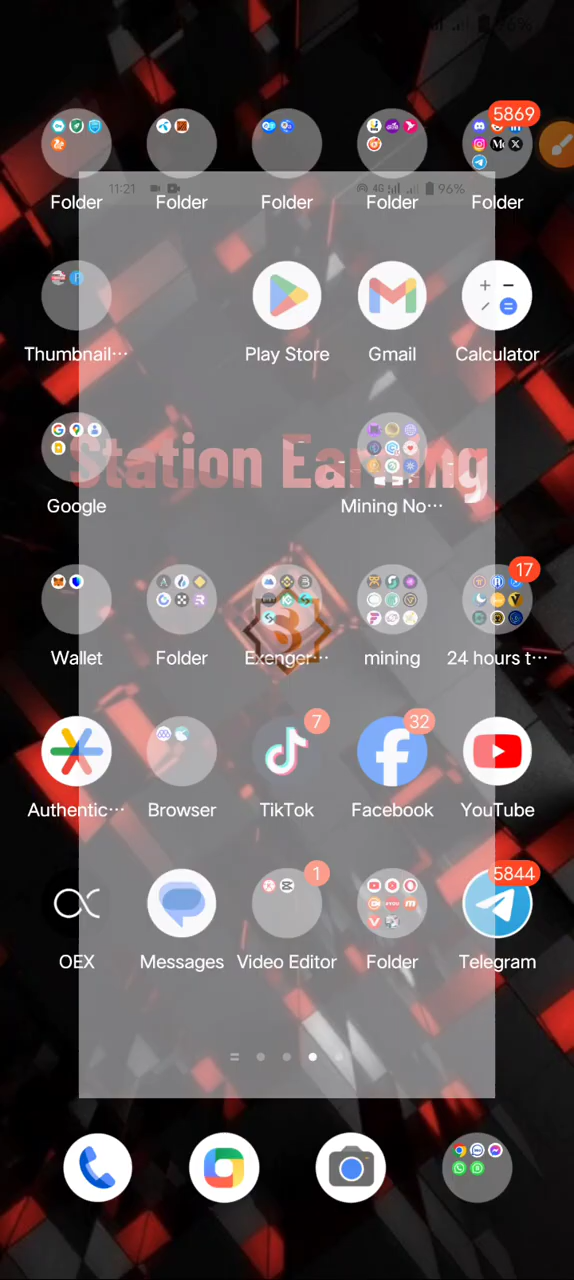 96%
5869
Folder Folder Folder Folder Folder
11:21 4G 96%
Thumbnail··· Play Store Gmail Calculator
Station Earning
Google Mining No···
17
Wallet Folder Exenger··· mining 24 hours t···
7 32
Authentic··· Browser TikTok Facebook YouTube
1 5844
OEX Messages Video Editor Folder Telegram